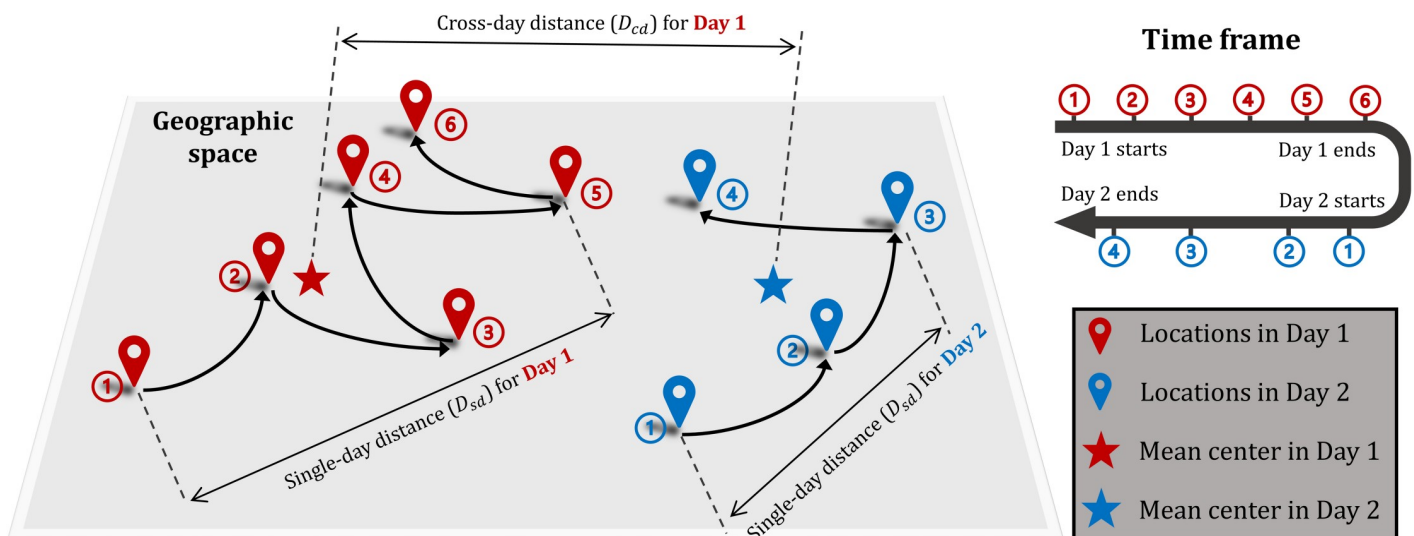 Cross-day distance (D_cd) for Day 1
Geographic
space
6
4
5
2
3
1
Single-day distance (D_sd) for Day 1
4
3
2
1
Single-day distance (D_sd) for Day 2
Time frame
1 2 3 4 5 6
Day 1 starts Day 1 ends
Day 2 ends Day 2 starts
4 3 2 1
Locations in Day 1
Locations in Day 2
Mean center in Day 1
Mean center in Day 2